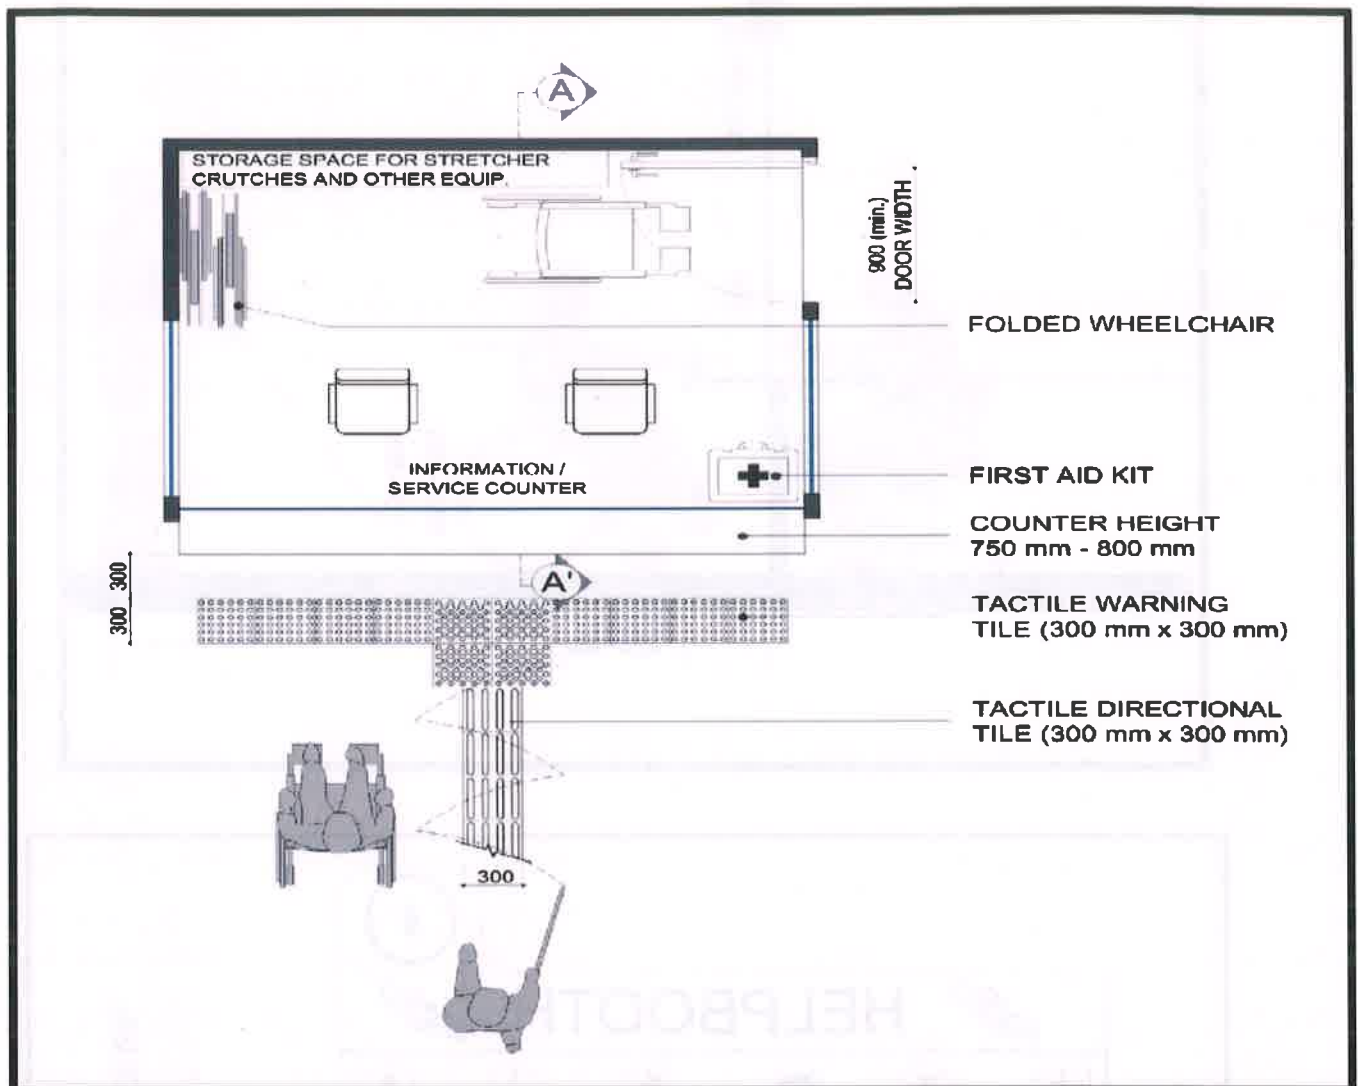 A
STORAGE SPACE FOR STRETCHER
CRUTCHES AND OTHER EQUIP.
900 (min.)
DOOR WIDTH
FOLDED WHEELCHAIR
INFORMATION /
SERVICE COUNTER
FIRST AID KIT
COUNTER HEIGHT
750 mm - 800 mm
300
A'
300
TACTILE WARNING
TILE (300 mm x 300 mm)
TACTILE DIRECTIONAL
TILE (300 mm x 300 mm)
300
HELPBOOTH